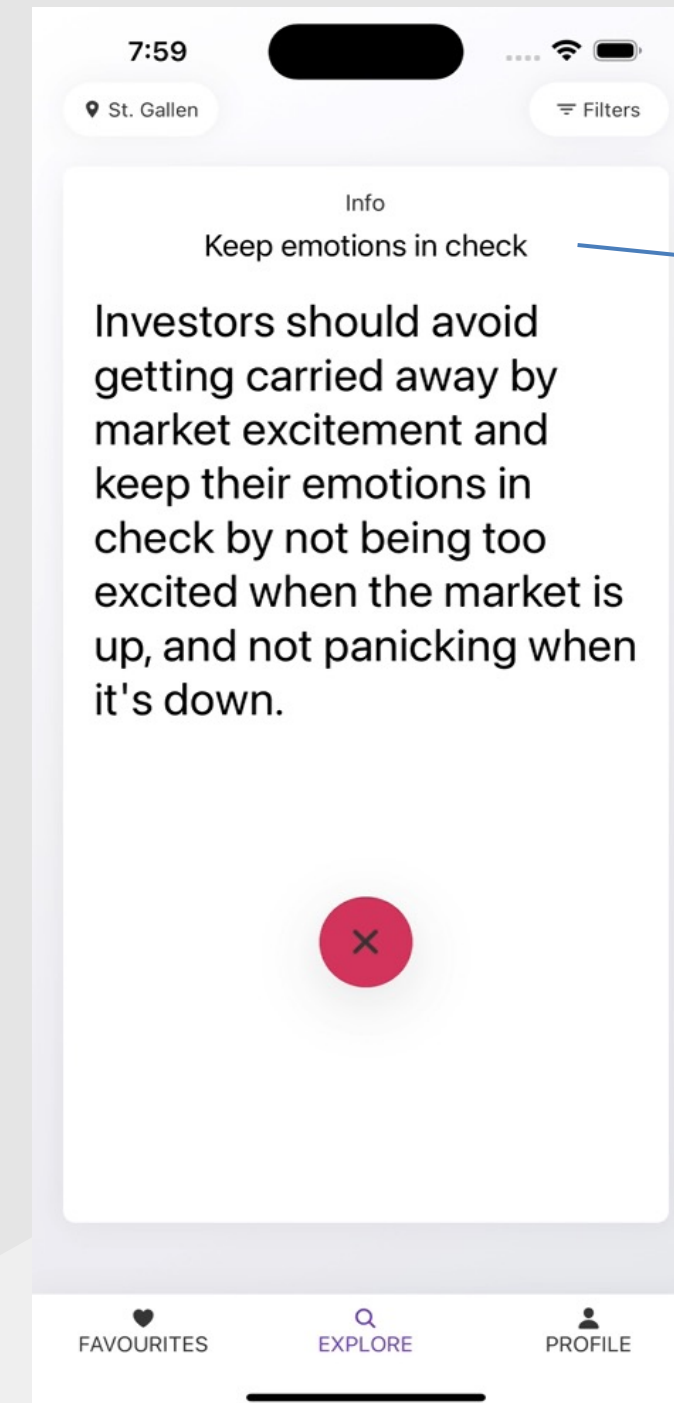 7:59
St. Gallen
Filters
Info
Keep emotions in check
Investors should avoid
getting carried away by
market excitement and
keep their emotions in
check by not being too
excited when the market is
up, and not panicking when
it's down.
FAVOURITES
EXPLORE
PROFILE